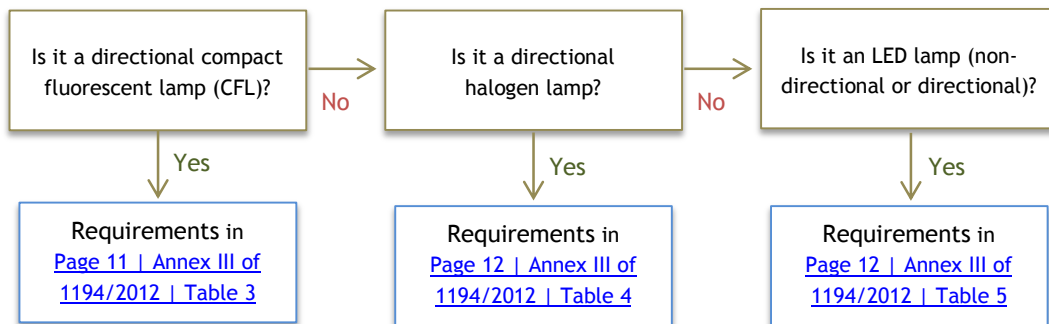 Is it a directional compact
fluorescent lamp (CFL)?
No
Is it a directional
halogen lamp?
No
Is it an LED lamp (non-
directional or directional)?
Yes
Yes
Yes
Requirements in
Page 11 | Annex III of
1194/2012 | Table 3
Requirements in
Page 12 | Annex III of
1194/2012 | Table 4
Requirements in
Page 12 | Annex III of
1194/2012 | Table 5